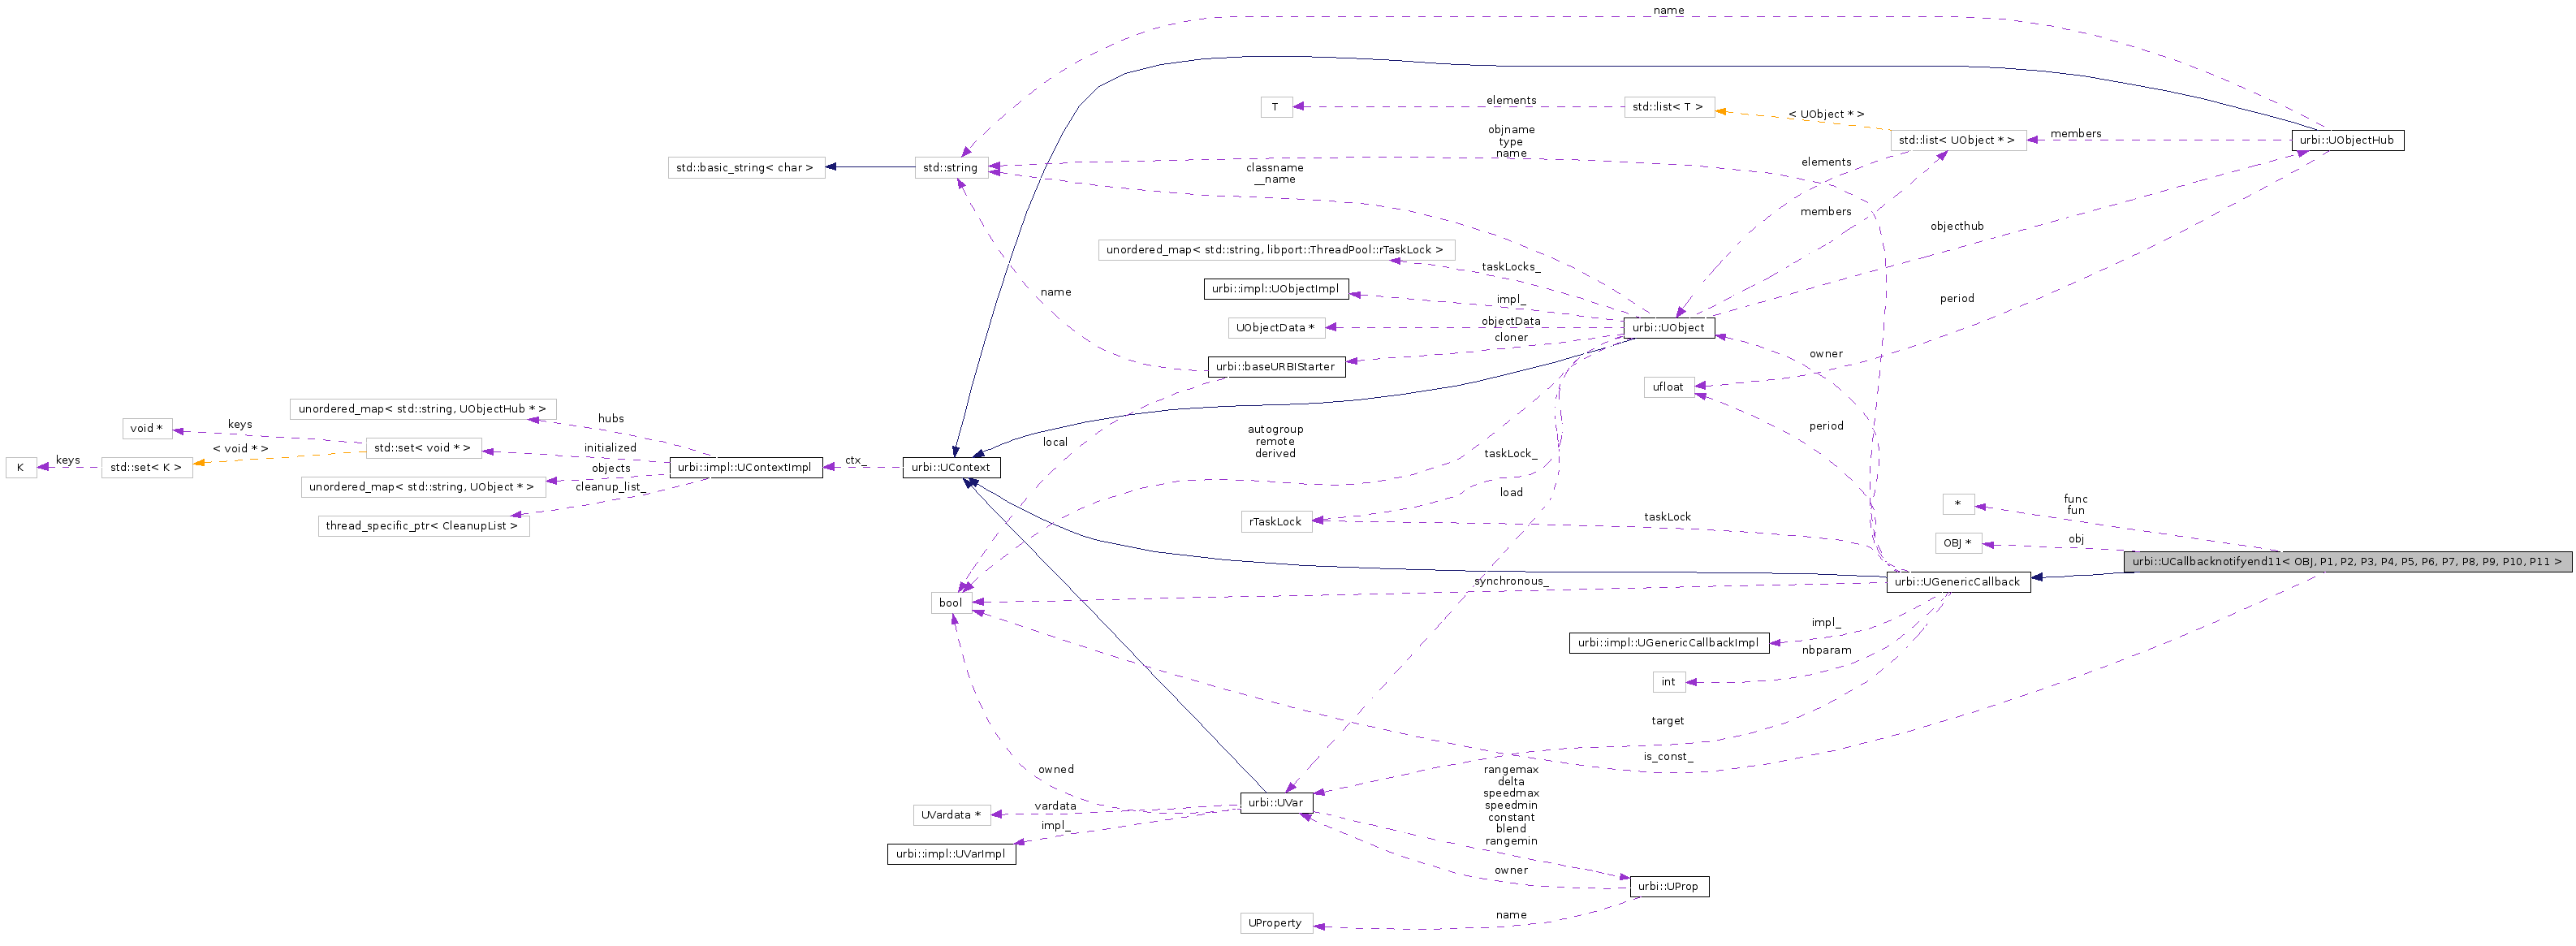 name
elements
T
std::list< T >
< UObject * >
objname
type
name
std::list< UObject * >
members
urbi::UObjectHub
std::basic_string< char >
std::string
classname
__name
elements
members
objecthub
unordered_map< std::string, libport::ThreadPool::rTaskLock >
taskLocks_
urbi::impl::UObjectImpl
impl_
name
period
UObjectData *
objectData
urbi::UObject
cloner
urbi::baseURBIStarter
owner
ufloat
unordered_map< std::string, UObjectHub * >
hubs
void *
keys
period
autogroup
remote
derived
local
std::set< void * >
initialized
< void * >
K
keys
std::set< K >
objects
urbi::impl::UContextImpl
ctx_
urbi::UContext
taskLock_
unordered_map< std::string, UObject * >
cleanup_list_
load
thread_specific_ptr< CleanupList >
rTaskLock
taskLock
*
func
fun
OBJ *
obj
urbi::UCallbacknotifyend11< OBJ, P1, P2, P3, P4, P5, P6, P7, P8, P9, P10, P11 >
synchronous_
urbi::UGenericCallback
bool
impl_
urbi::impl::UGenericCallbackImpl
nbparam
int
target
is_const_
owned
rangemax
delta
speedmax
speedmin
constant
blend
rangemin
urbi::UVar
UVardata *
vardata
impl_
urbi::impl::UVarImpl
owner
urbi::UProp
name
UProperty